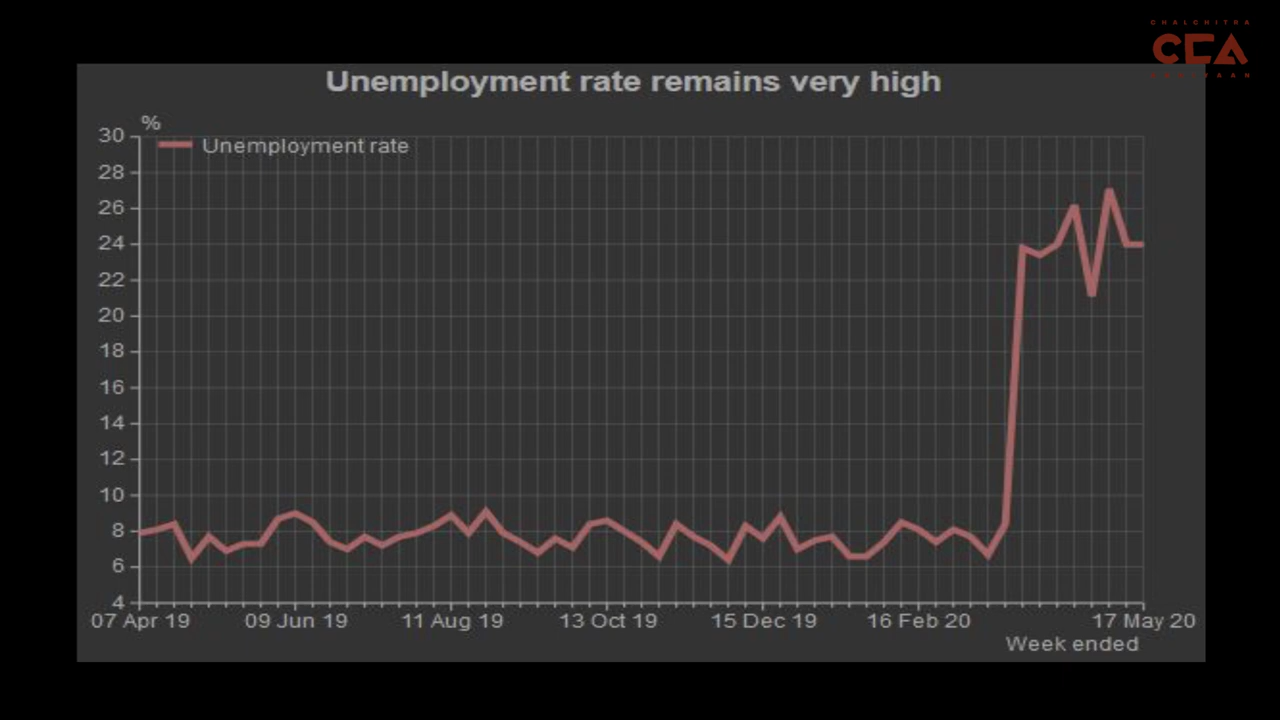 CHALCHITRA
CCA
Unemployment rate remains very high
%
Unemployment rate
30
28
26
24
22
20
18
16
14
12
10
8
6
4
07 Apr 19 09 Jun 19 11 Aug 19 13 Oct 19 15 Dec 19 16 Feb 20 17 May 20
Week ended